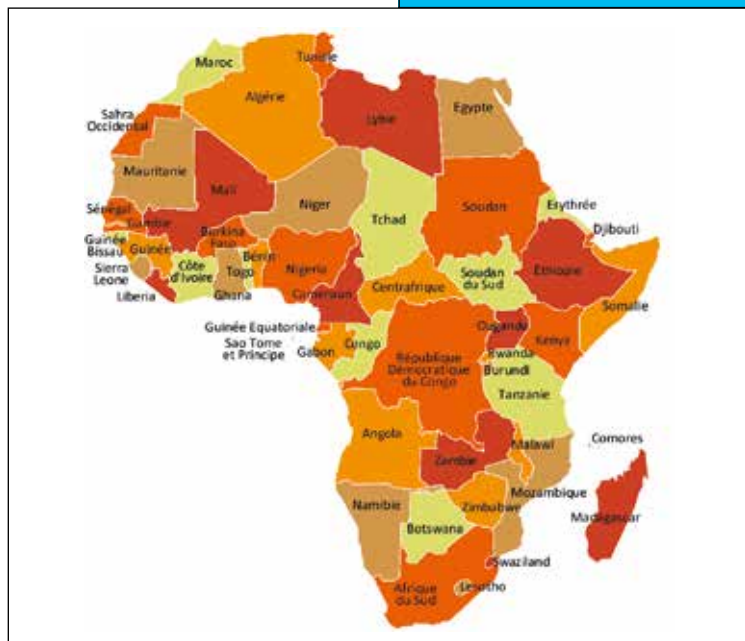 Maroc
Tunisie
Algérie
Lybie
Egypte
Sahra
Occidental
Mauritanie
Mali
Niger
Tchad
Soudan
Erythrée
Djibouti
Sénégal
Gambie
Guinée
Bissau
Guinée
Sierra
Leone
Liberia
Côte
d'Ivoire
Burkina
Faso
Ghana
Togo
Bénin
Nigeria
Cameroun
Centrafrique
Soudan
du Sud
Ethiopie
Somalie
Guinée Equatoriale
Sao Tome
et Principe
Gabon
Congo
République
Démocratique
du Congo
Ouganda
Kenya
Rwanda
Burundi
Tanzanie
Angola
Zambie
Malawi
Comores
Mozambique
Madagascar
Namibie
Zimbabwe
Botswana
Swaziland
Lesotho
Afrique
du Sud